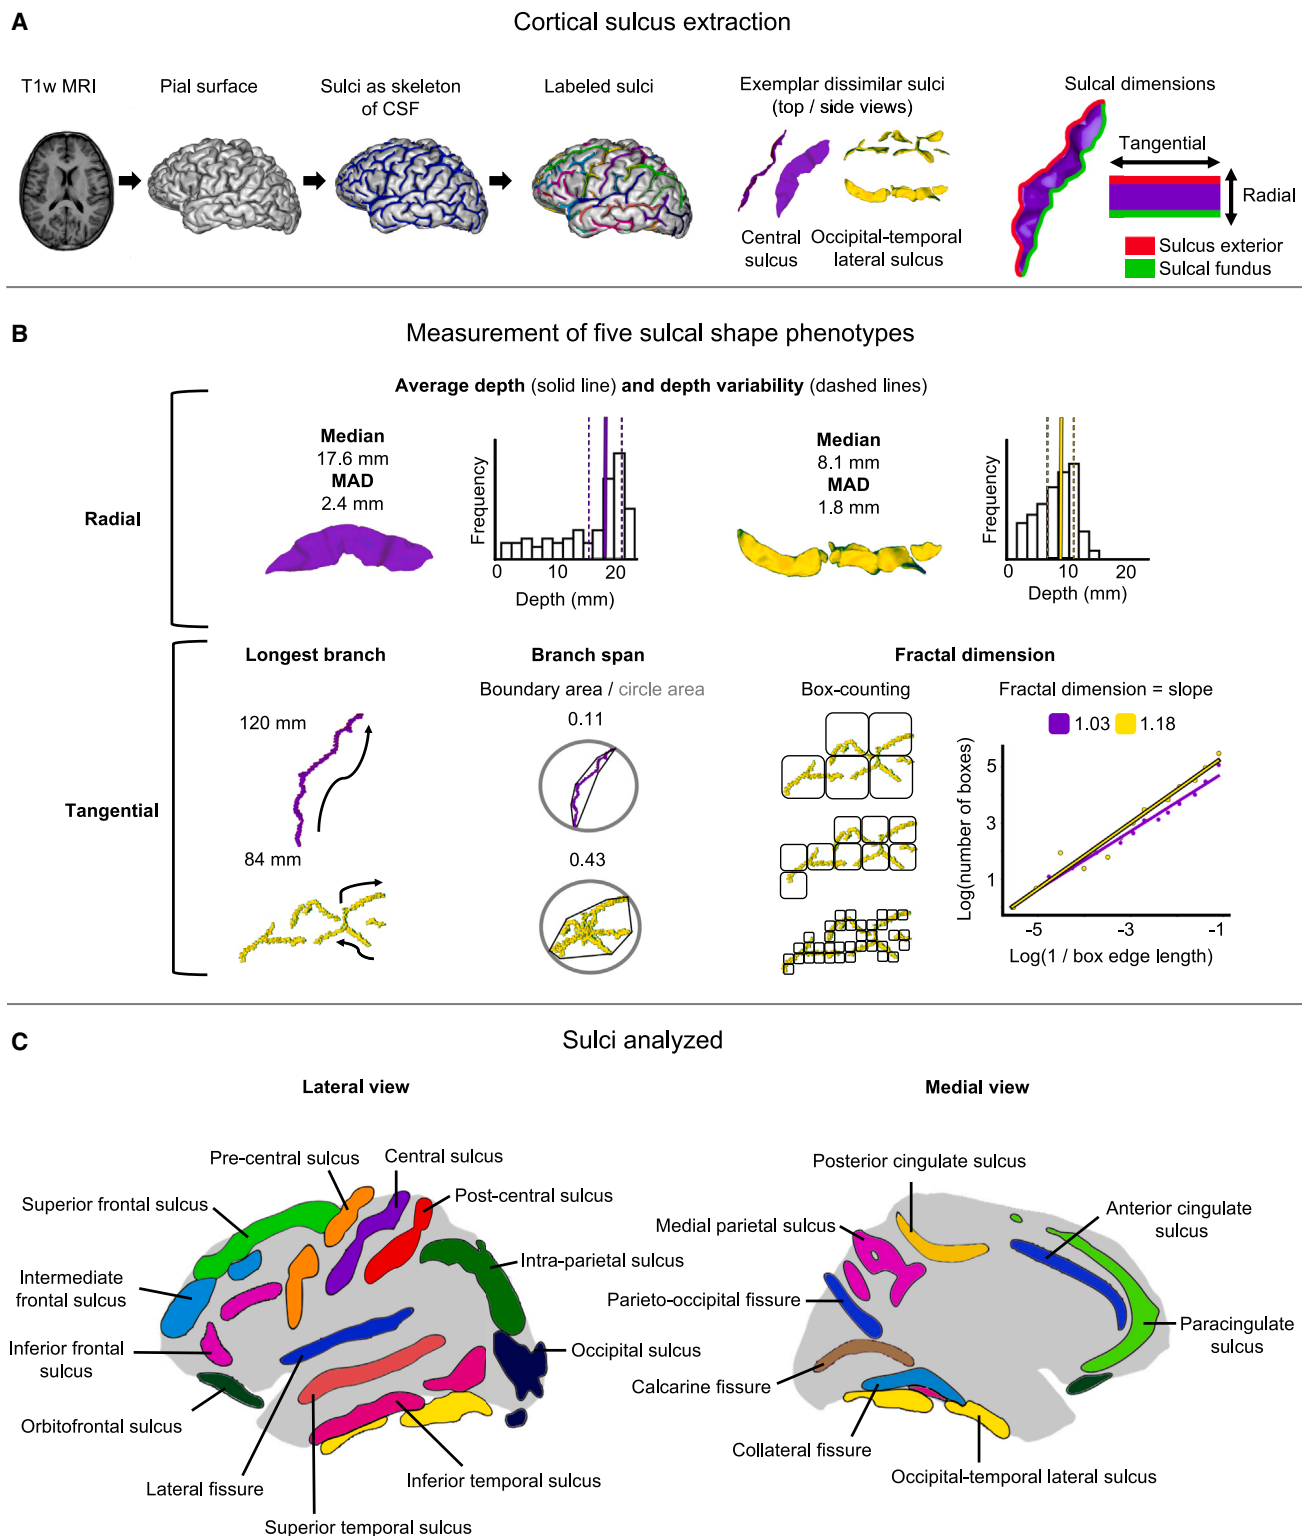 A
Cortical sulcus extraction
T1w MRI
Pial surface
Sulci as skeleton
of CSF
Labeled sulci
Exemplar dissimilar sulci
(top / side views)
Central
sulcus
Occipital-temporal
lateral sulcus
Sulcal dimensions
Tangential
Radial
Sulcus exterior
Sulcal fundus
B
Measurement of five sulcal shape phenotypes
Average depth (solid line) and depth variability (dashed lines)
Radial
Median
17.6 mm
MAD
2.4 mm
Frequency
0 10 20
Depth (mm)
Median
8.1 mm
MAD
1.8 mm
Frequency
0 10 20
Depth (mm)
Tangential
Longest branch
120 mm
84 mm
Branch span
Boundary area / circle area
0.11
0.43
Fractal dimension
Box-counting
Fractal dimension = slope
1.03 1.18
Log(number of boxes)
5
3
1
-5 -3 -1
Log(1 / box edge length)
C
Sulci analyzed
Lateral view
Pre-central sulcus
Central sulcus
Superior frontal sulcus
Post-central sulcus
Intra-parietal sulcus
Intermediate
frontal sulcus
Inferior frontal
sulcus
Occipital sulcus
Orbitofrontal sulcus
Lateral fissure
Inferior temporal sulcus
Superior temporal sulcus
Medial view
Posterior cingulate sulcus
Medial parietal sulcus
Anterior cingulate
sulcus
Parieto-occipital fissure
Paracingulate
sulcus
Calcarine fissure
Collateral fissure
Occipital-temporal lateral sulcus